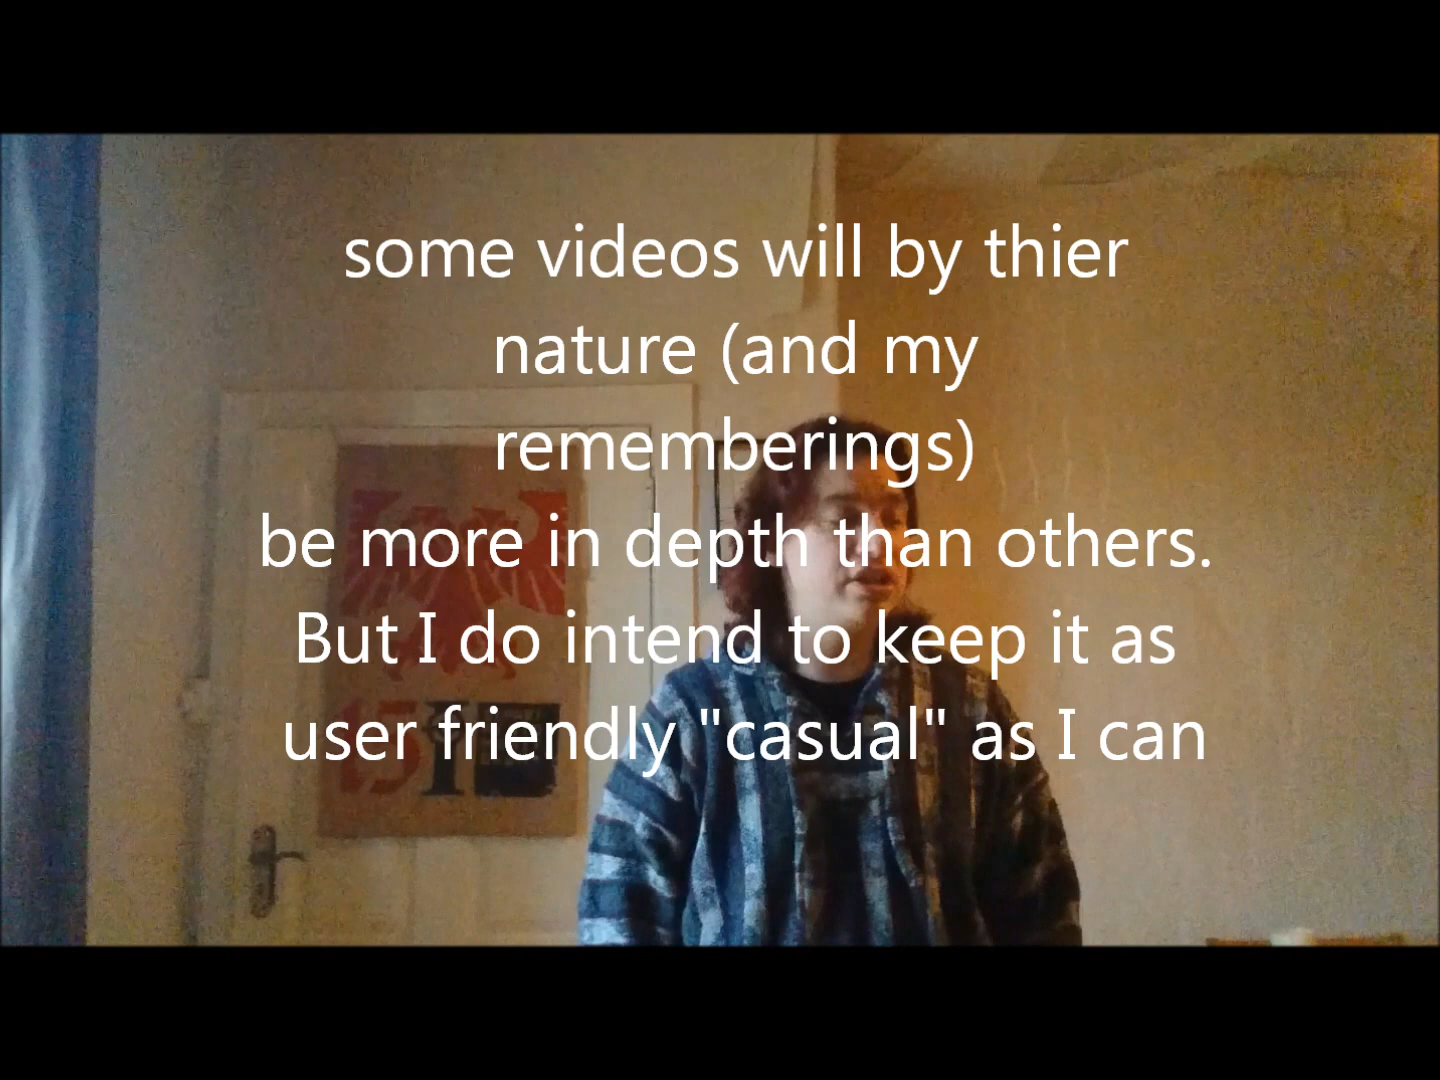 some videos will by thier
nature (and my
rememberings)
be more in depth than others.
But I do intend to keep it as
user friendly "casual" as I can